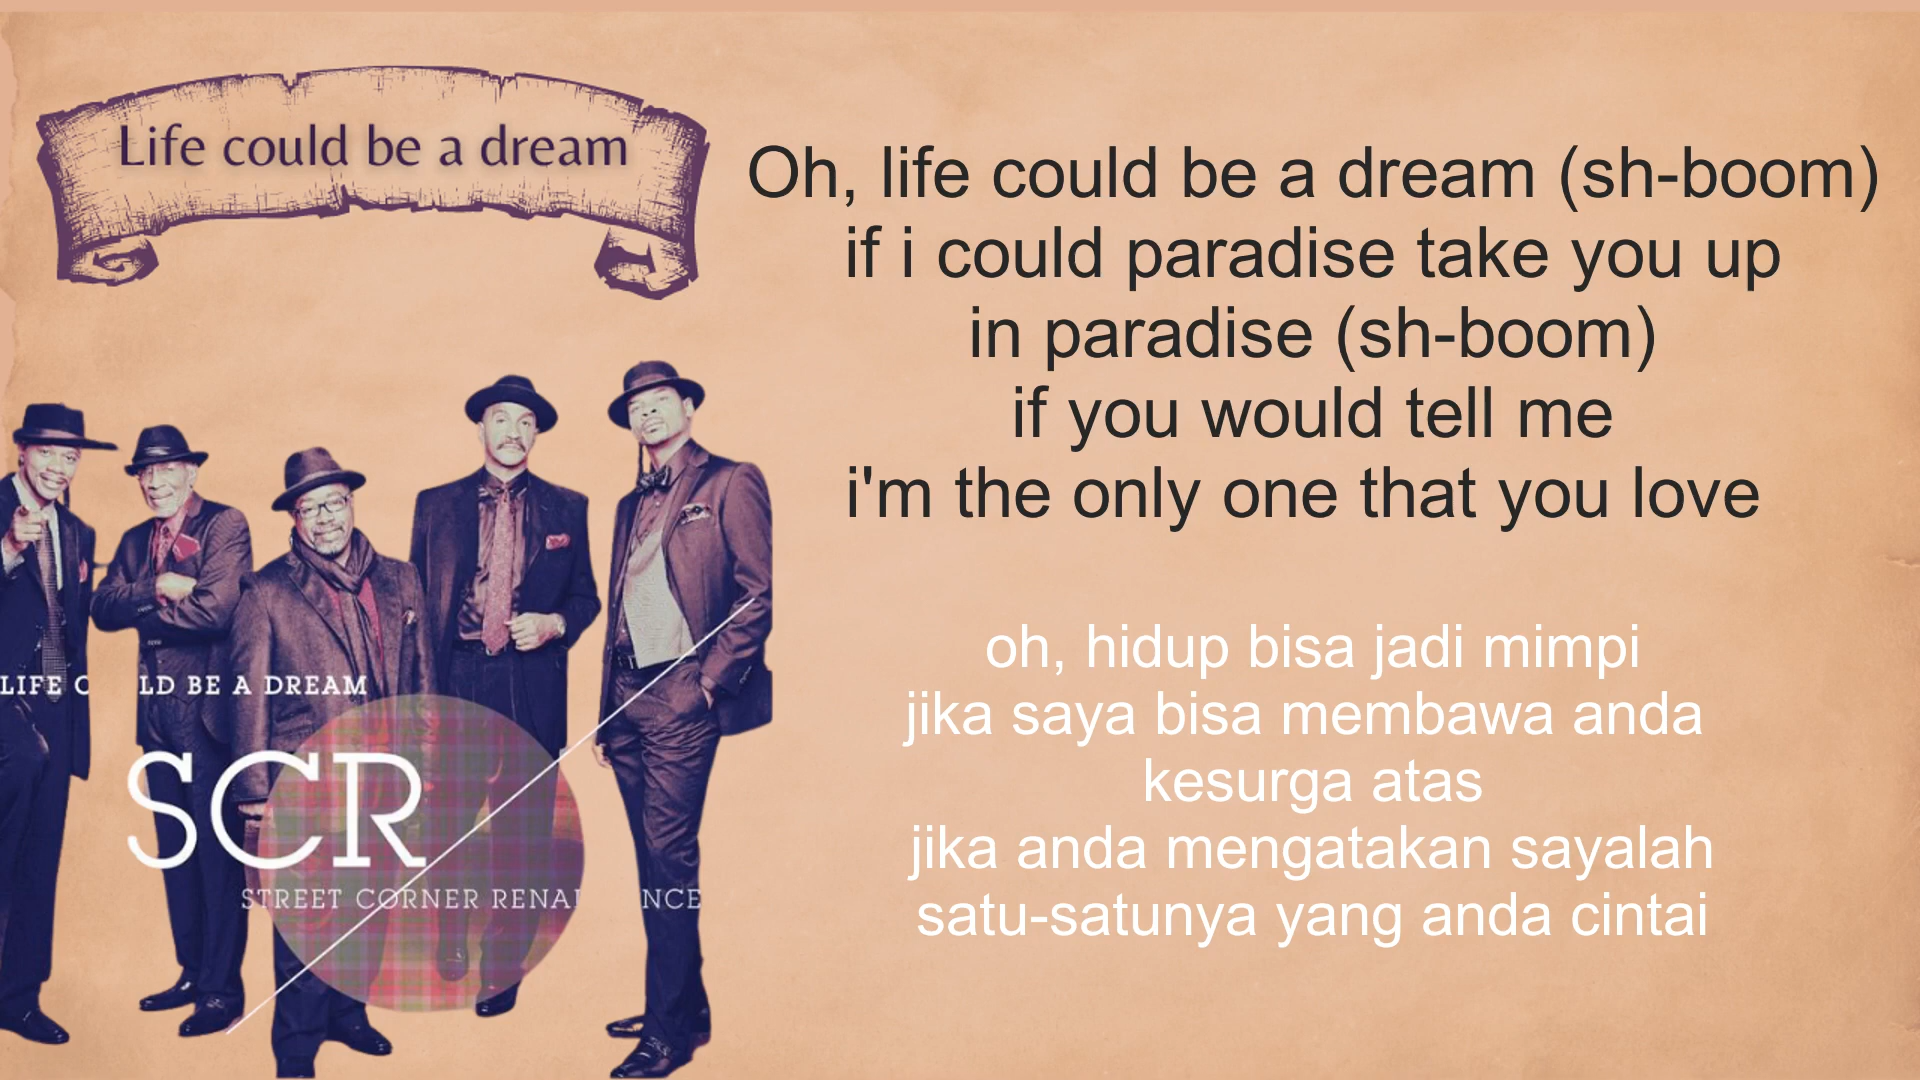 Life could be a dream
Oh, life could be a dream (sh-boom)
if i could paradise take you up
in paradise (sh-boom)
if you would tell me
i'm the only one that you love
oh, hidup bisa jadi mimpi
jika saya bisa membawa anda
kesurga atas
jika anda mengatakan sayalah
satu-satunya yang anda cintai
LIFE C LD BE A DREAM
SCR
STREET CORNER RENAI NCE